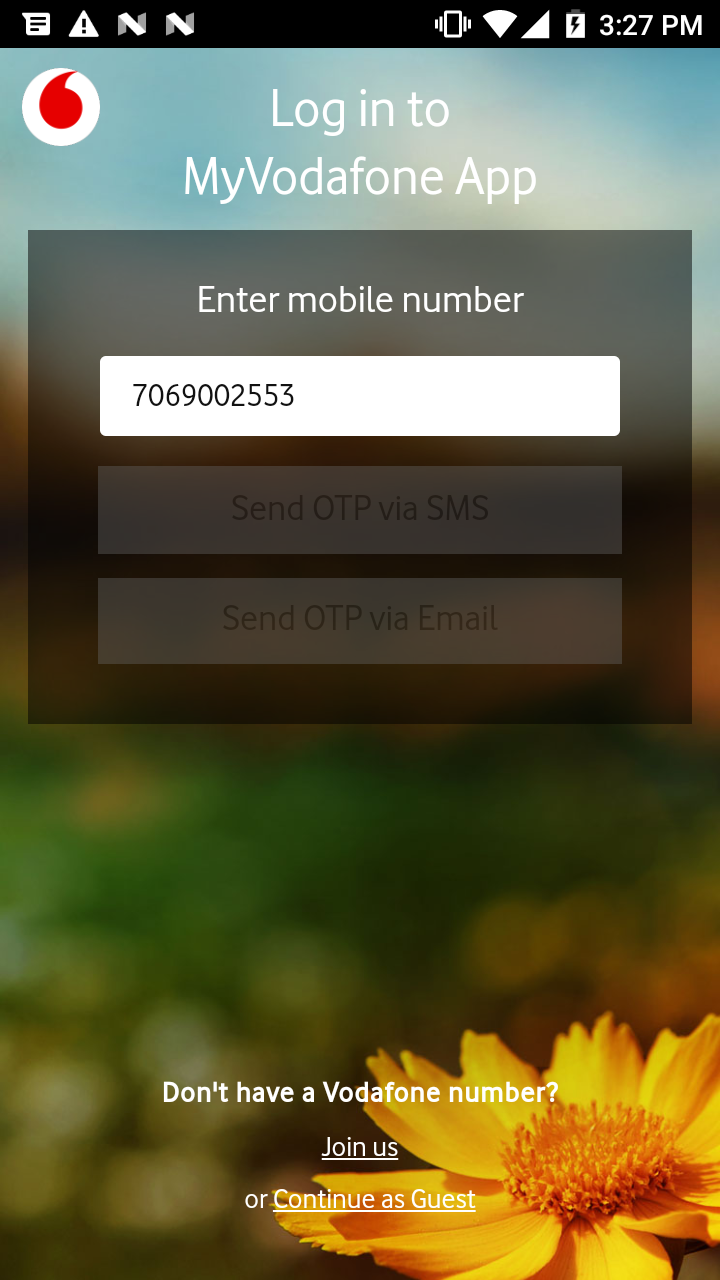 3:27 PM
Log in to
MyVodafone App
Enter mobile number
7069002553
Send OTP via SMS
Send OTP via Email
Don't have a Vodafone number?
Join us
or Continue as Guest